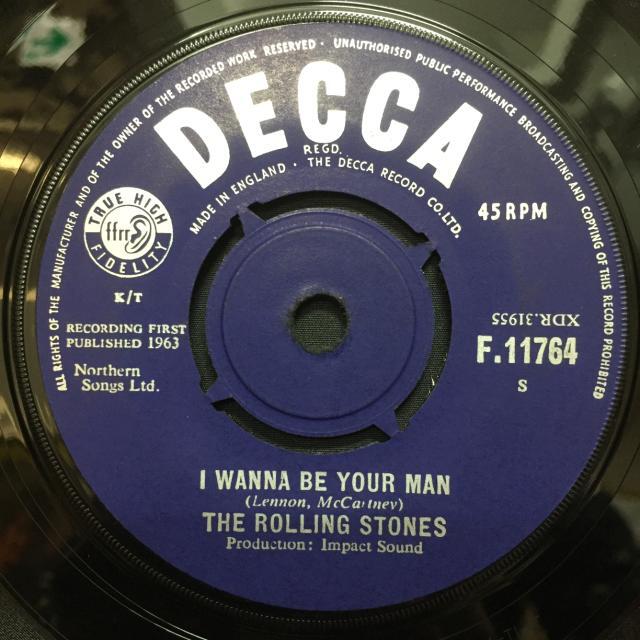 ALL RIGHTS OF THE MANUFACTURER AND OF THE OWNER OF THE RECORDED WORK RESERVED · UNAUTHORISED PUBLIC PERFORMANCE BROADCASTING AND COPYING OF THIS RECORD PROHIBITED
DECCA
REGD.
MADE IN ENGLAND · THE DECCA RECORD CO. LTD.
TRUE HIGH
ffrr
FIDELITY
45 RPM
K/T
RECORDING FIRST
PUBLISHED 1963
XDR.31955
F.11764
Northern
Songs Ltd.
S
I WANNA BE YOUR MAN
(Lennon, McCartney)
THE ROLLING STONES
Production: Impact Sound